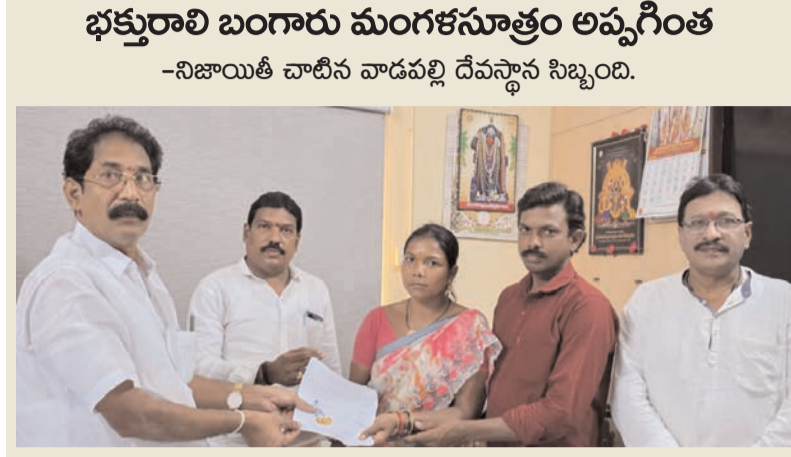 భక్తురాలి బంగారు మంగళసూత్రం అప్పగింత
-నిజాయితీ చాటిన వాడపల్లి దేవస్థాన సిబ్బంది.